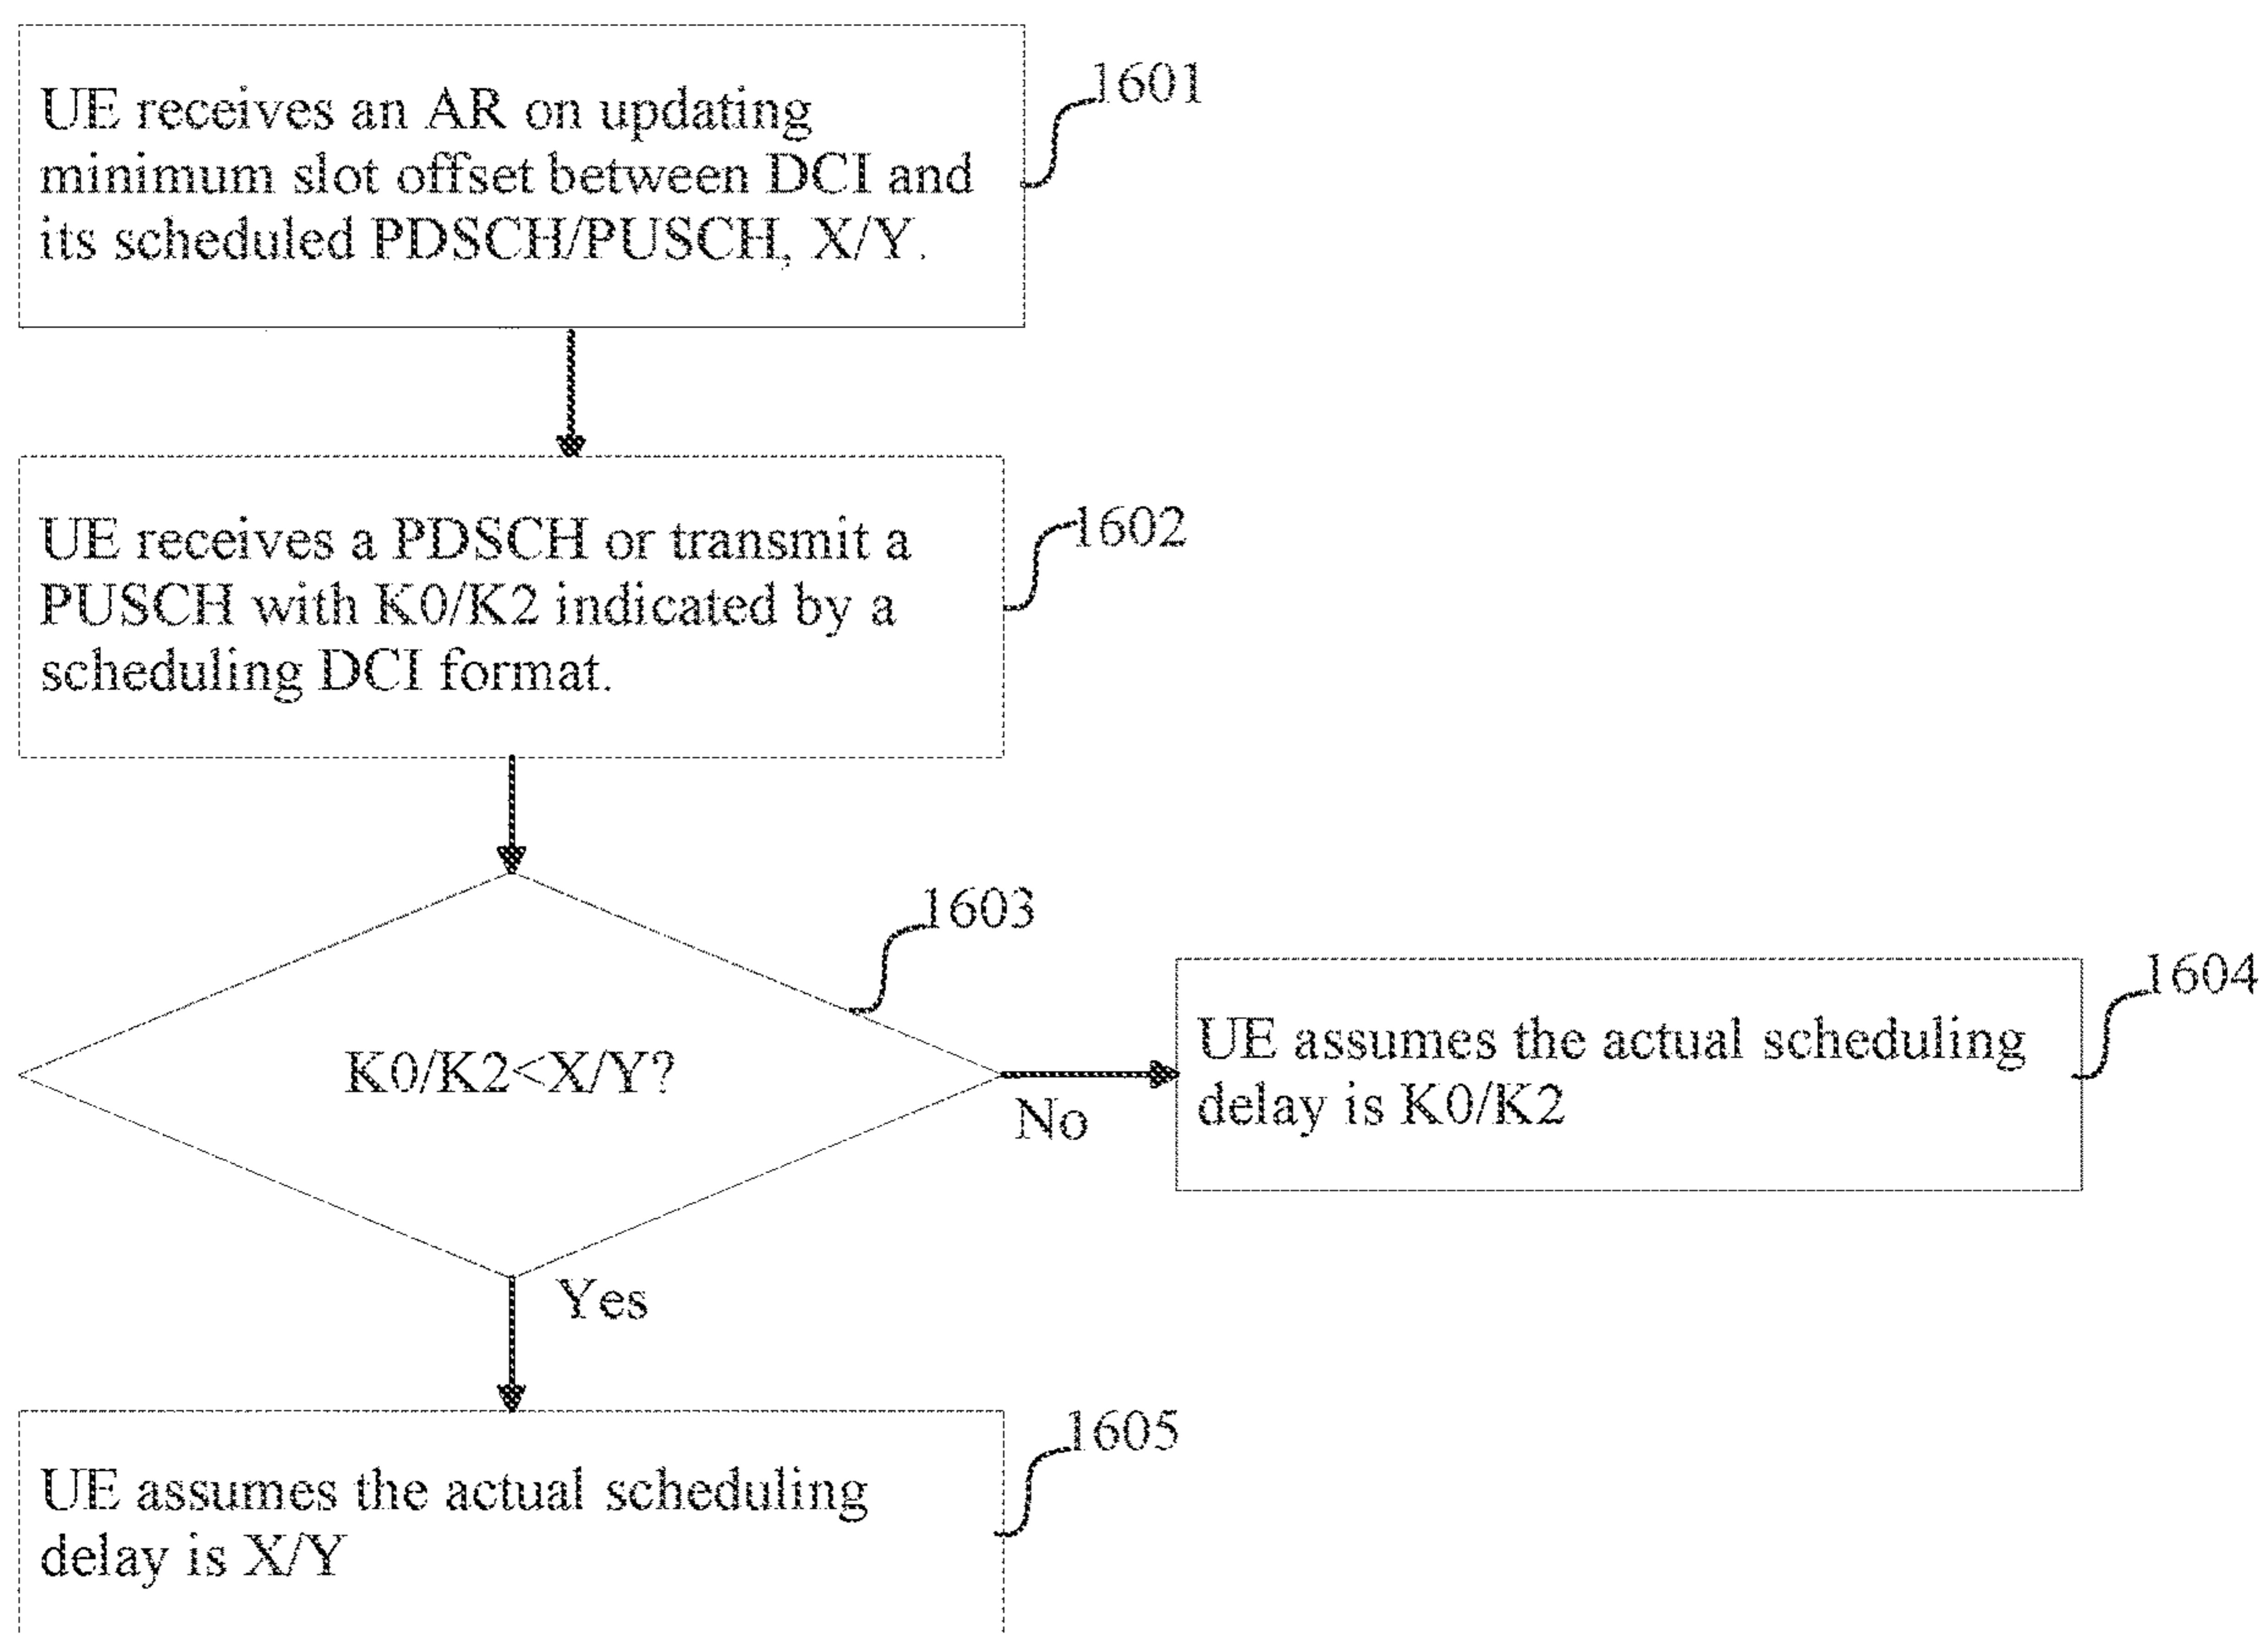 UE receives an AR on updating
minimum slot offset between DCI and
its scheduled PDSCH/PUSCH, X/Y.
1601
UE receives a PDSCH or transmit a
PUSCH with K0/K2 indicated by a
scheduling DCI format.
1602
K0/K2<X/Y?
1603
No
UE assumes the actual scheduling
delay is K0/K2
1604
Yes
UE assumes the actual scheduling
delay is X/Y
1605